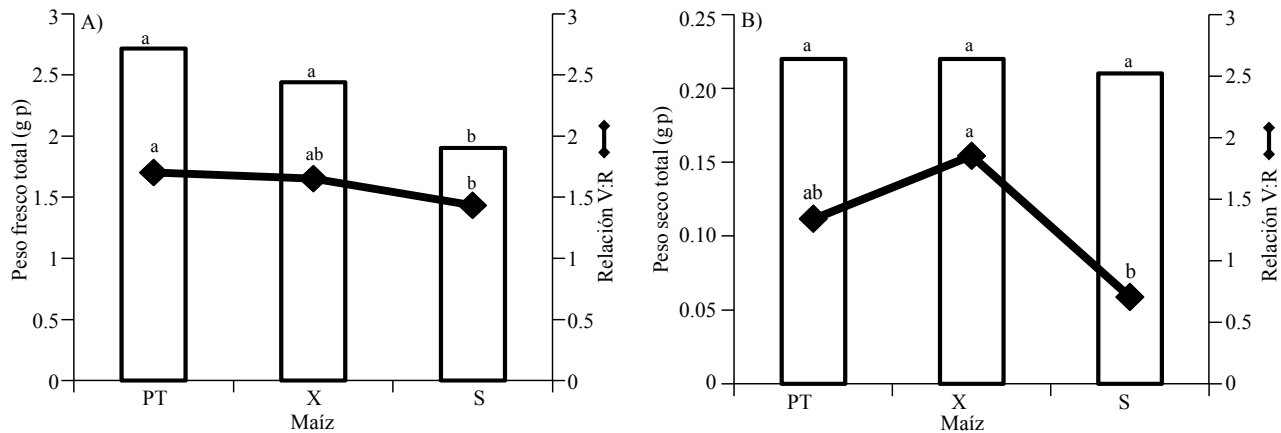 A)
3
2.5
2
1.5
1
0.5
0
Peso fresco total (g p)
a
a
b
a
ab
b
3
2.5
2
1.5
1
0.5
0
Relación V:R
PT X S
Maíz
B)
0.25
0.20
0.15
0.10
0.05
0
Peso seco total (g p)
a
a
a
ab
a
b
3
2.5
2
1.5
1
0.5
0
Relación V:R
PT X S
Maíz